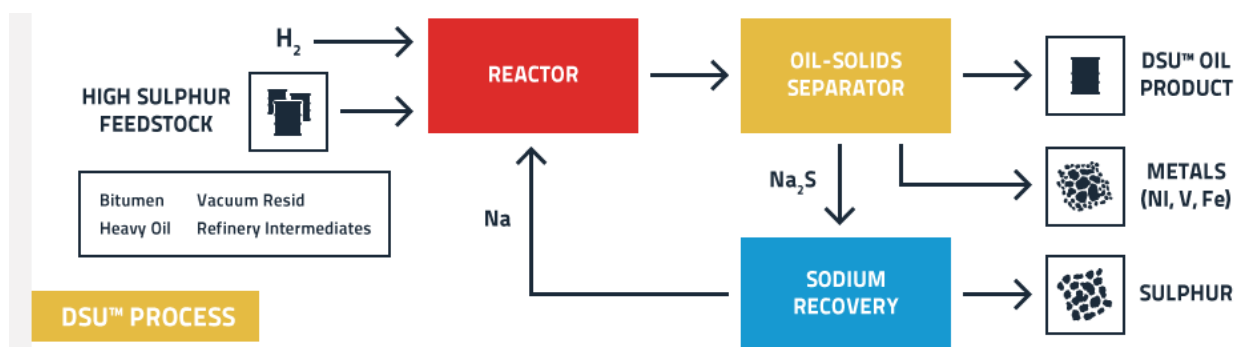 H₂
HIGH SULPHUR
FEEDSTOCK
Bitumen Vacuum Resid
Heavy Oil Refinery Intermediates
DSU™ PROCESS
REACTOR
Na
OIL-SOLIDS
SEPARATOR
Na₂S
SODIUM
RECOVERY
DSU™ OIL
PRODUCT
METALS
(NI, V, Fe)
SULPHUR